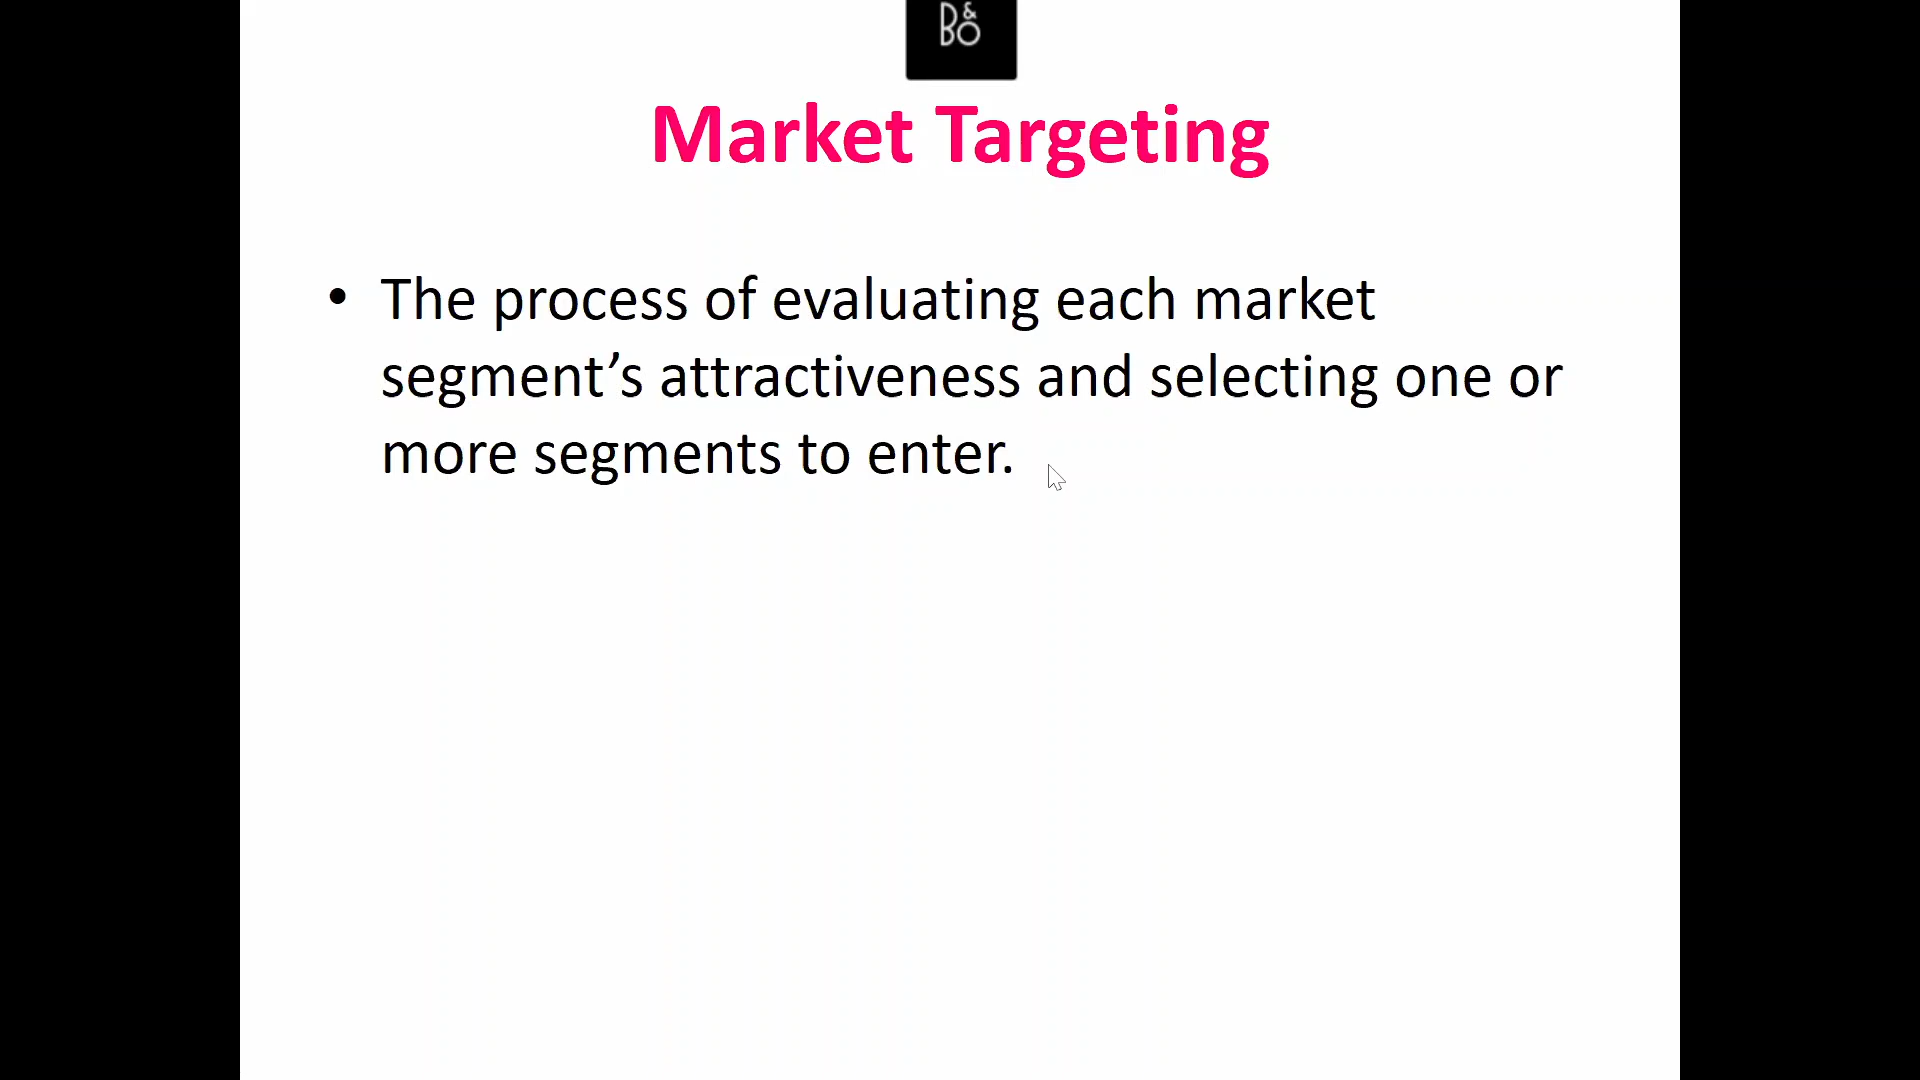 B&O
Market Targeting
• The process of evaluating each market
segment’s attractiveness and selecting one or
more segments to enter.